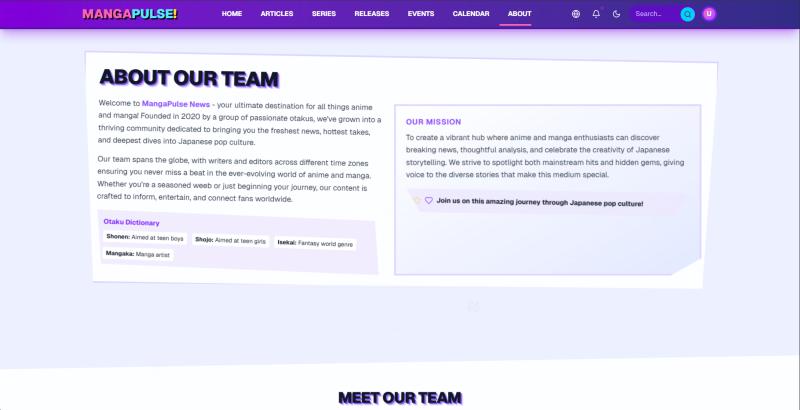 MANGAPULSE!
HOME ARTICLES SERIES RELEASES EVENTS CALENDAR ABOUT
Search...
U
ABOUT OUR TEAM
Welcome to MangaPulse News - your ultimate destination for all things anime
and manga! Founded in 2020 by a group of passionate otakus, we've grown into a
thriving community dedicated to bringing you the freshest news, hottest takes,
and deepest dives into Japanese pop culture.
Our team spans the globe, with writers and editors across different time zones
ensuring you never miss a beat in the ever-evolving world of anime and manga.
Whether you're a seasoned weeb or just beginning your journey, our content is
crafted to inform, entertain, and connect fans worldwide.
Otaku Dictionary
Shonen: Aimed at teen boys
Shojo: Aimed at teen girls
Isekai: Fantasy world genre
Mangaka: Manga artist
OUR MISSION
To create a vibrant hub where anime and manga enthusiasts can discover
breaking news, thoughtful analysis, and celebrate the creativity of Japanese
storytelling. We strive to spotlight both mainstream hits and hidden gems, giving
voice to the diverse stories that make this medium special.
Join us on this amazing journey through Japanese pop culture!
MEET OUR TEAM